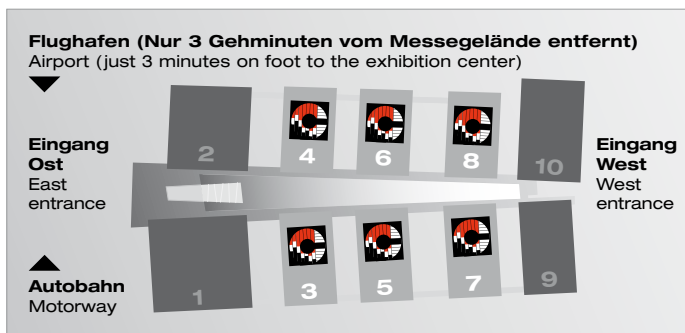 Flughafen (Nur 3 Gehminuten vom Messegelände entfernt)
Airport (just 3 minutes on foot to the exhibition center)
Eingang
Ost
East
entrance
2
4
6
8
10
Eingang
West
West
entrance
Autobahn
Motorway
1
3
5
7
9